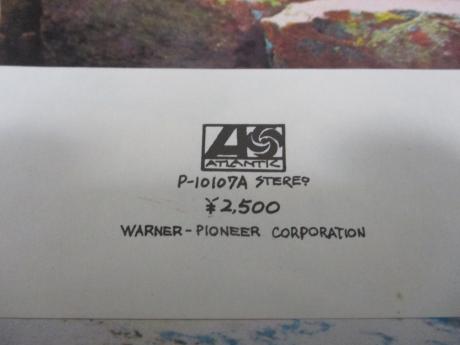 ATLANTIC
P-10107A STEREO
¥2,500
WARNER-PIONEER CORPORATION